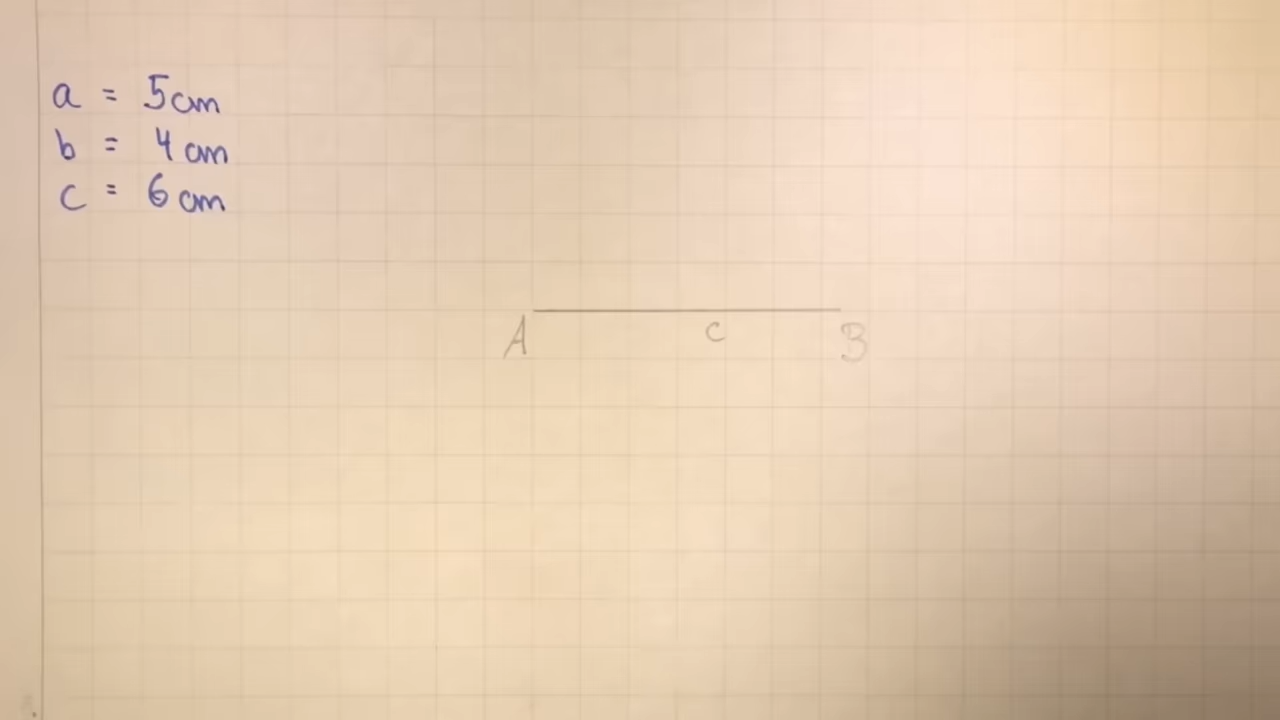 a = 5cm
b = 4 cm
c = 6 cm
A c B